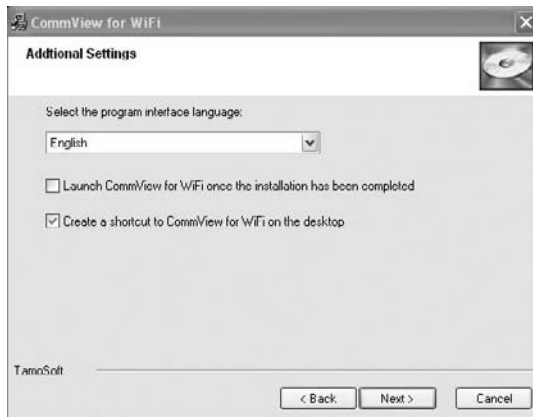 CommView for WiFi
Addtional Settings
Select the program interface language:
English
Launch CommView for WiFi once the installation has been completed
Create a shortcut to CommView for WiFi on the desktop
TamoSoft
< Back
Next >
Cancel